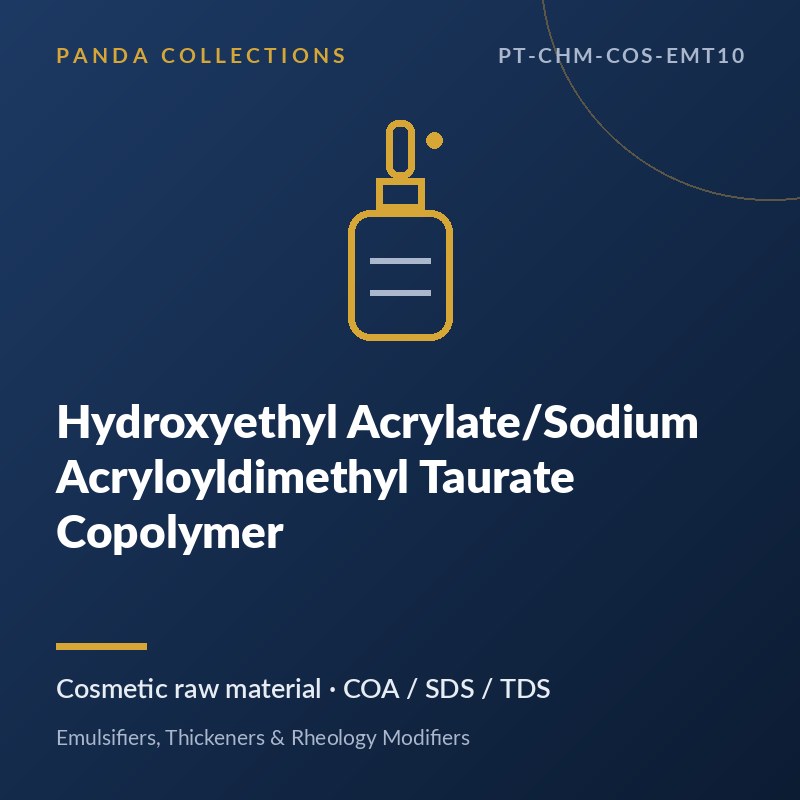 PANDA COLLECTIONS
PT-CHM-COS-EMT10
Hydroxyethyl Acrylate/Sodium
Acryloyldimethyl Taurate
Copolymer
Cosmetic raw material · COA / SDS / TDS
Emulsifiers, Thickeners & Rheology Modifiers